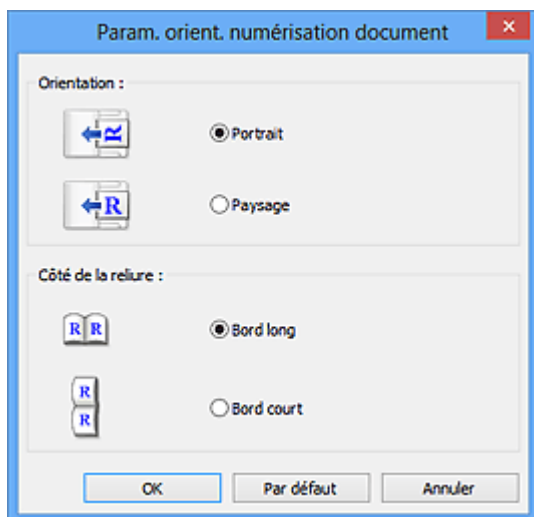 Param. orient. numérisation document
Orientation :
R
Portrait
R
Paysage
Côté de la reliure :
R R
Bord long
R
R
Bord court
OK Par défaut Annuler